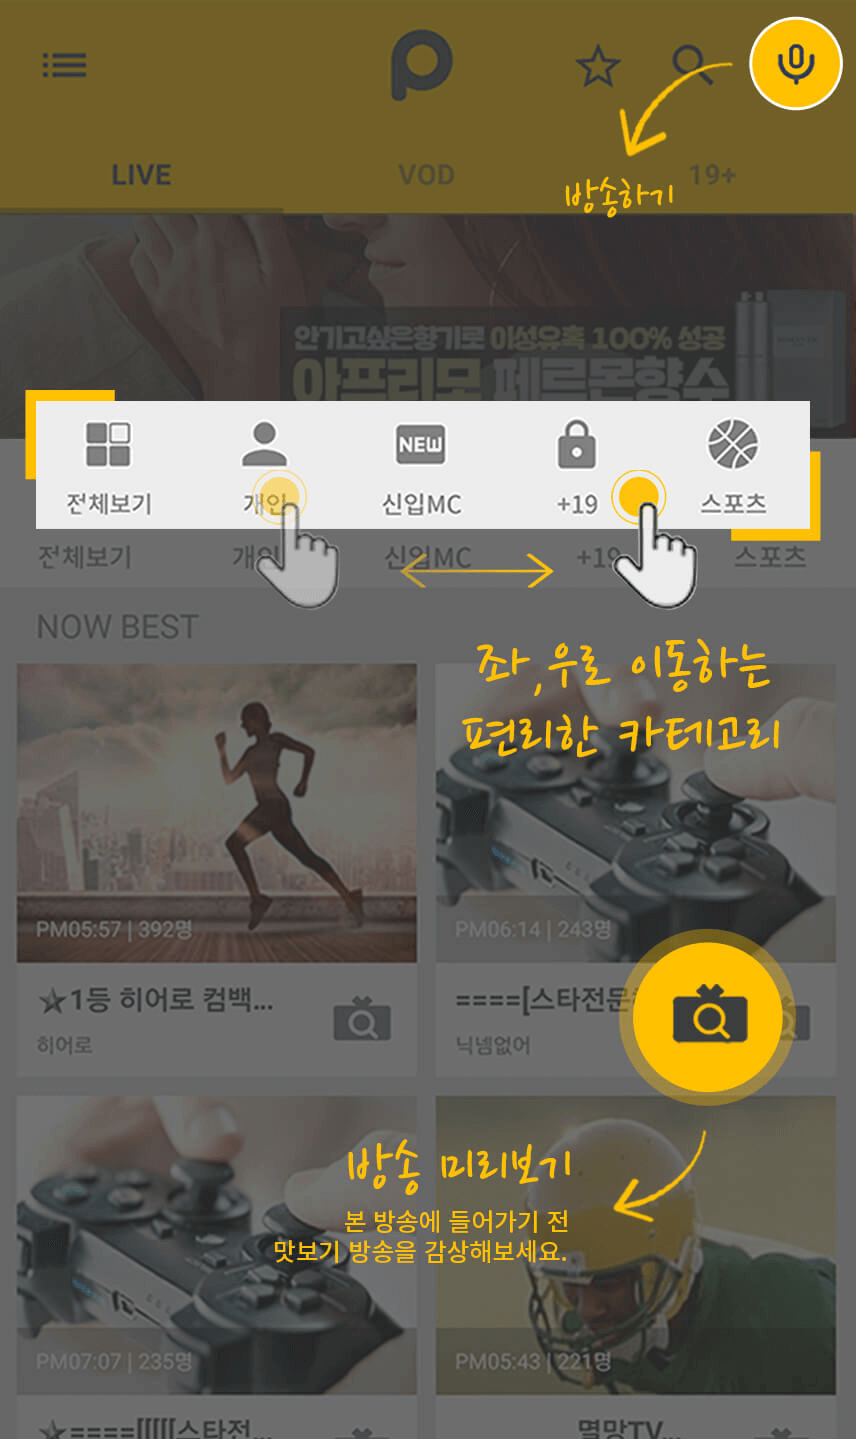 LIVE
VOD
19+
방송하기
안기고싶은향기로 이성유혹 100% 성공
아프리모 페르몬향수
전체보기
개인
NEW
신입MC
+19
스포츠
전체보기
개인
신입MC
+19
스포츠
NOW BEST
좌,우로 이동하는
편리한 카테고리
PM05:57 | 392명
PM06:14 | 243명
★1등 히어로 컴백...
====[스타전문
히어로
닉넴없어
방송 미리보기
본 방송에 들어가기 전
맛보기 방송을 감상해보세요.
PM07:07 | 235명
PM05:43 | 221명
★====[[[[[스타전...
멸망TV...